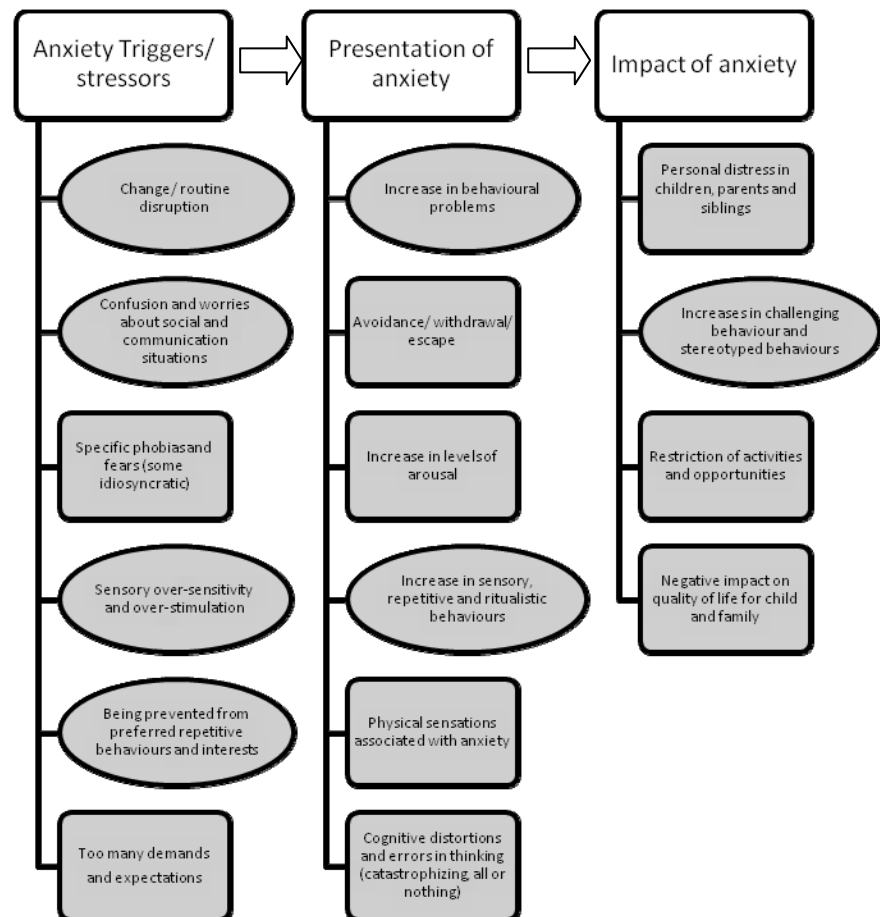 Anxiety Triggers/
stressors
Presentation of
anxiety
Impact of anxiety
Change/ routine
disruption
Confusion and worries
about social and
communication
situations
Specific phobiasand
fears (some
idiosyncratic)
Sensory over-sensitivity
and over-stimulation
Being prevented from
preferred repetitive
behaviours and interests
Too many demands
and expectations
Increase in behavioural
problems
Avoidance/ withdrawal/
escape
Increase in levelsof
arousal
Increase in sensory,
repetitive and ritualistic
behaviours
Physical sensations
associated with anxiety
Cognitive distortions
and errors in thinking
(catastrophizing, all or
nothing)
Personal distress in
children, parents and
siblings
Increases in challenging
behaviour and
stereotyped behaviours
Restriction of activities
and opportunities
Negative impact on
quality of life for child
and family